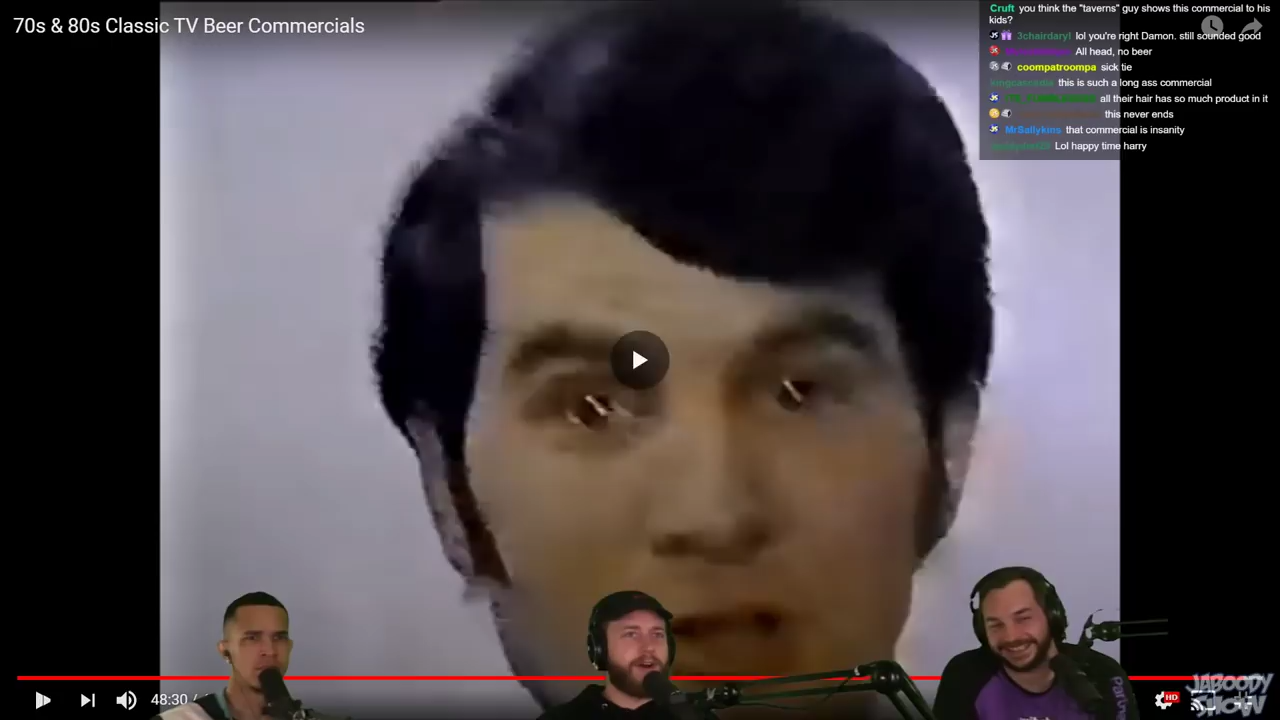 70s & 80s Classic TV Beer Commercials
Cruft you think the "taverns" guy shows this commercial to his
kids?
3chairdaryl lol you're right Damon. still sounded good
All head, no beer
coompatroompa sick tie
this is such a long ass commercial
all their hair has so much product in it
this never ends
MrSallykins that commercial is insanity
Lol happy time harry
48:30 /
HD
JABOODY
SHOW